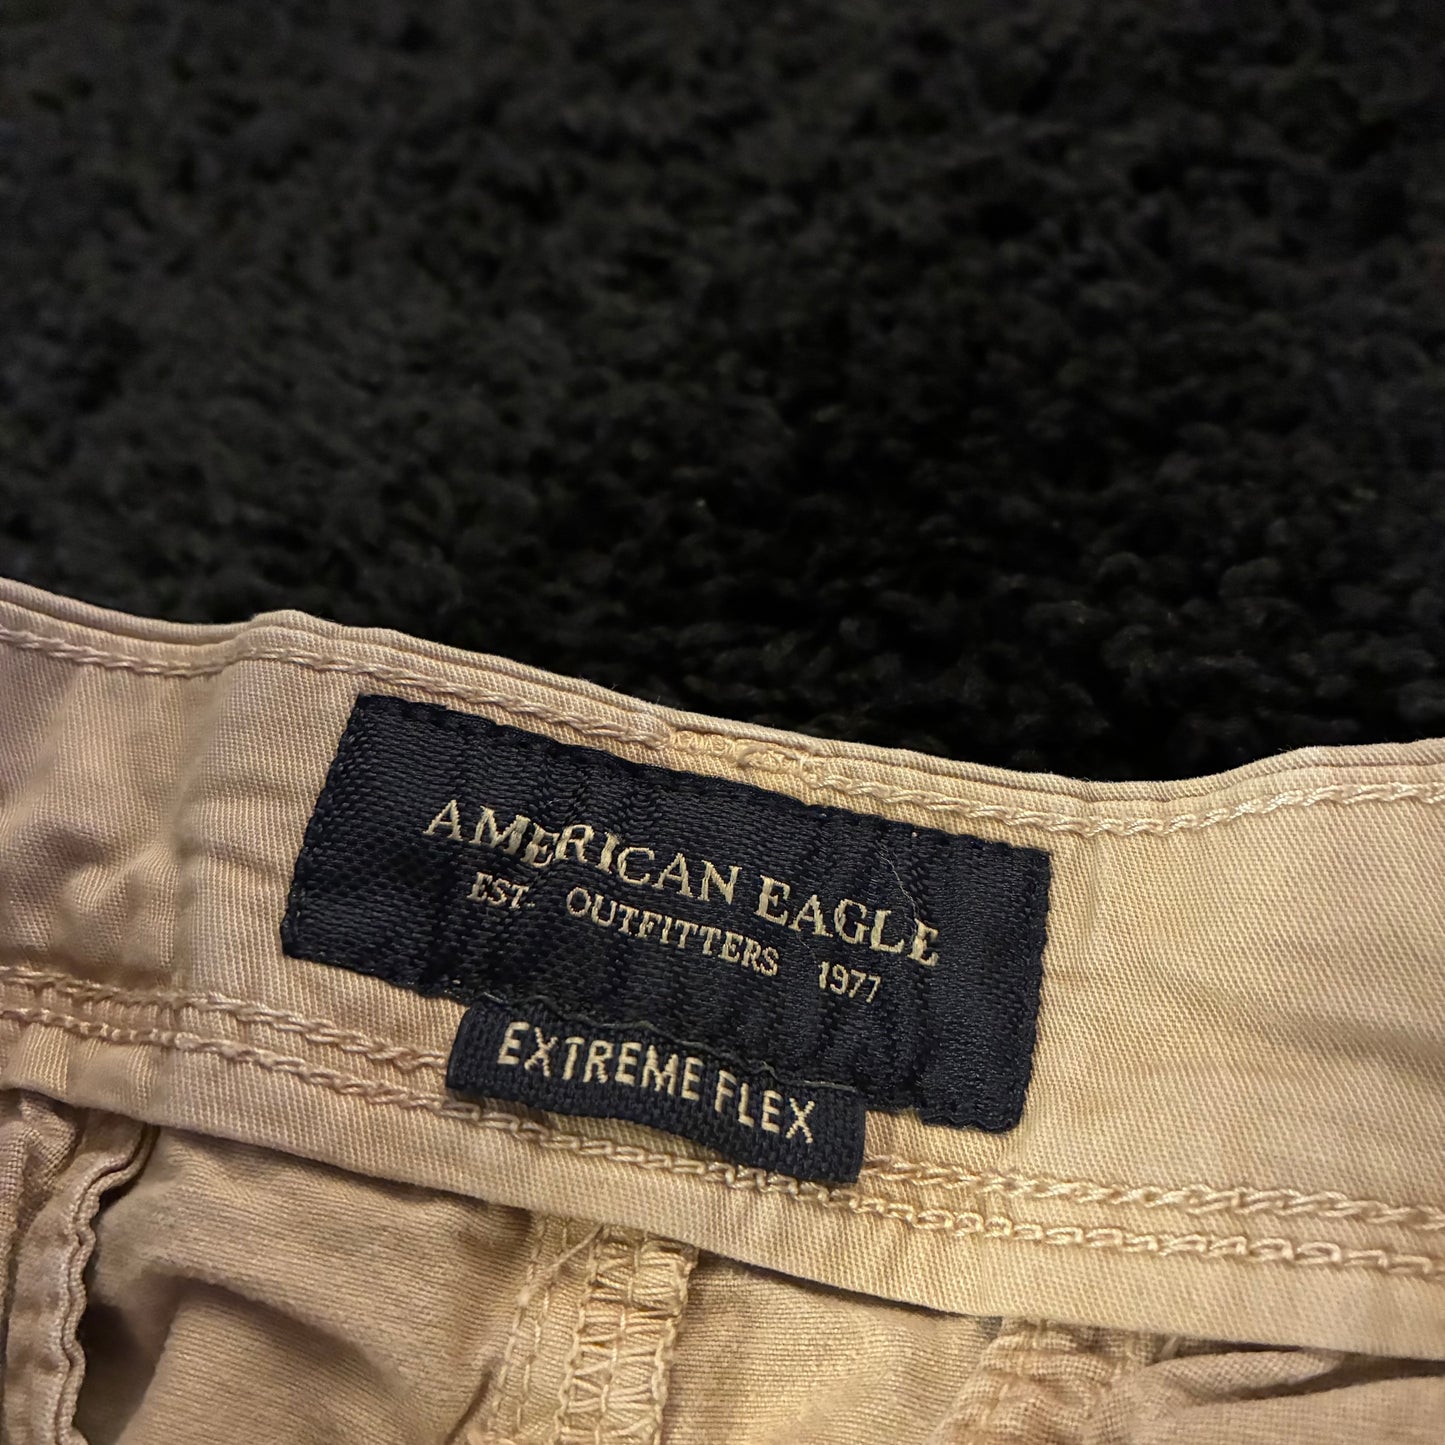 AMERICAN EAGLE
EST. OUTFITTERS 1977
EXTREME FLEX